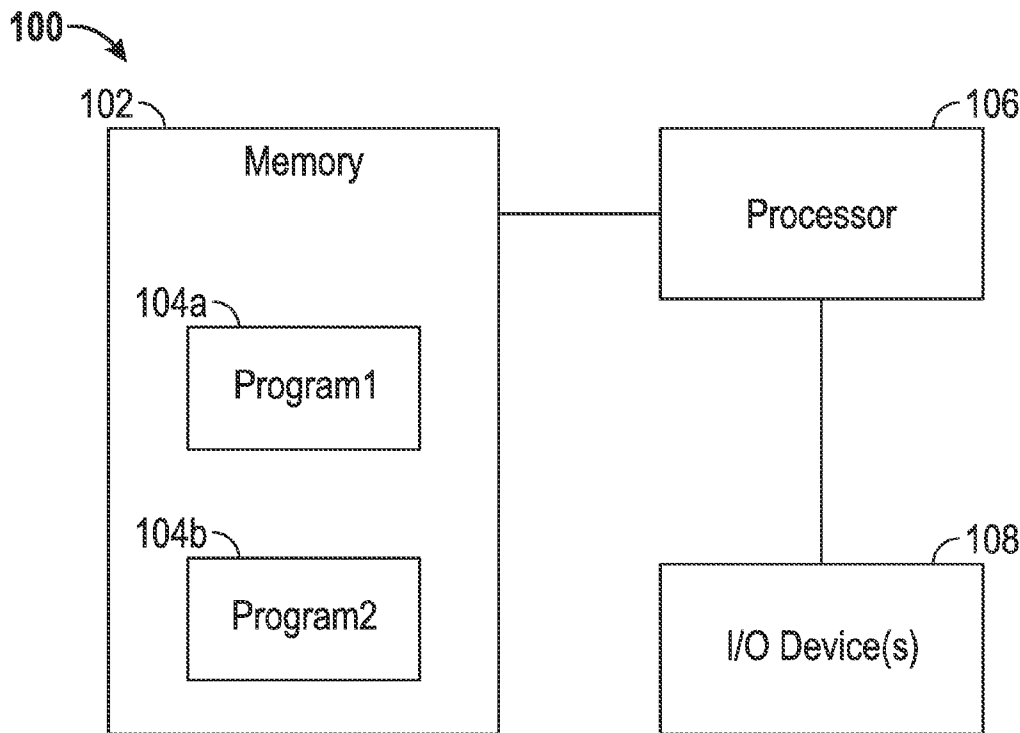 100
102
106
Memory
Processor
104a
Program1
104b
108
Program2
I/O Device(s)